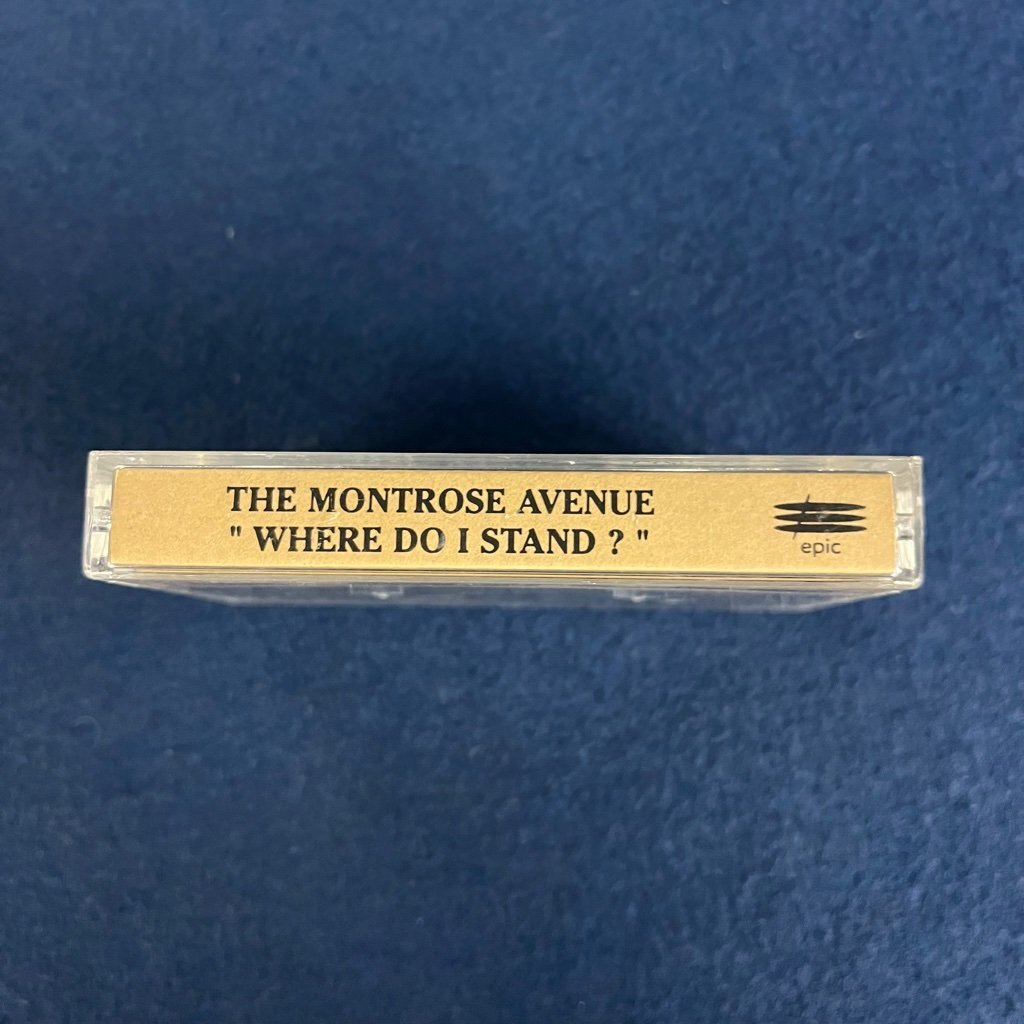 THE MONTROSE AVENUE
" WHERE DO I STAND ? "
epic